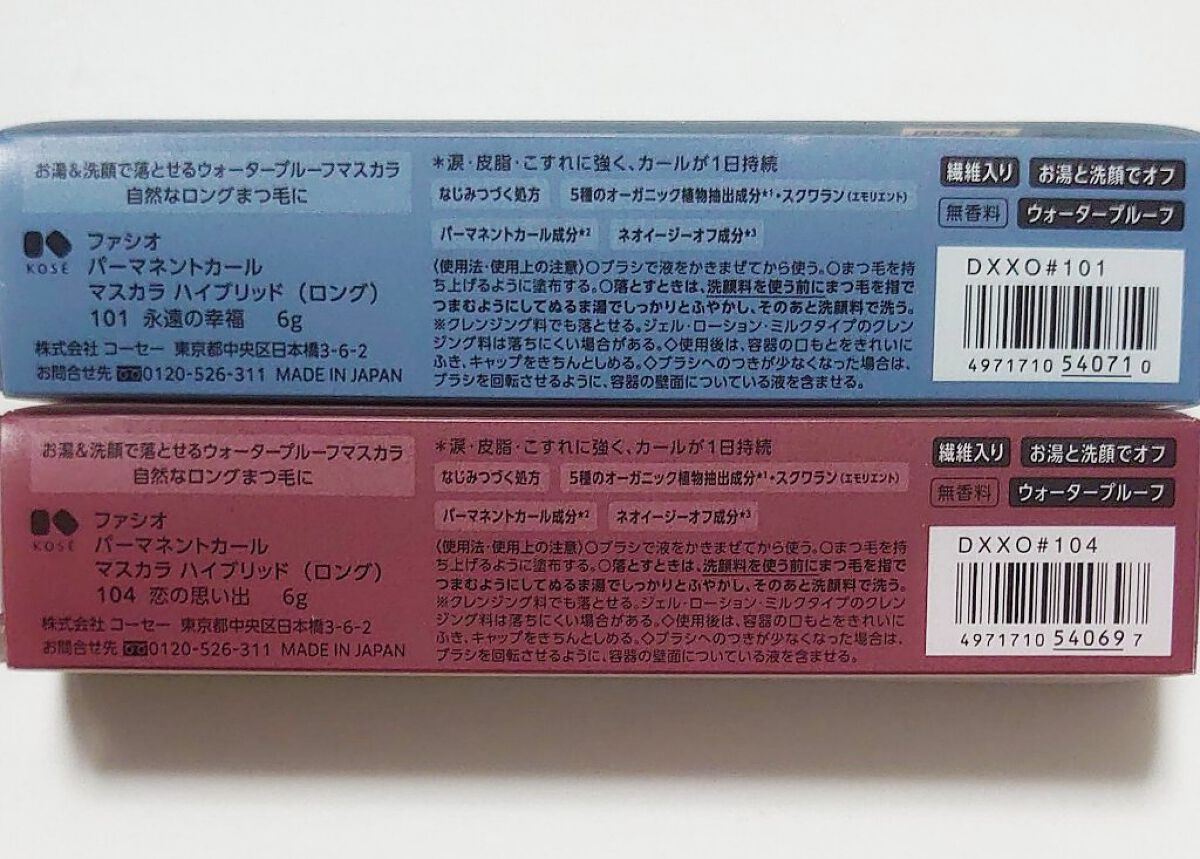 お湯&洗顔で落とせるウォータープルーフマスカラ
自然なロングまつ毛に
KOSÉ
ファシオ
パーマネントカール
マスカラ ハイブリッド (ロング)
101 永遠の幸福 6g
株式会社 コーセー 東京都中央区日本橋3-6-2
お問合せ先 0120-526-311 MADE IN JAPAN
*涙・皮脂・こすれに強く、カールが1日持続
なじみつづく処方 5種のオーガニック植物抽出成分*1・スクワラン(エモリエント)
パーマネントカール成分*2 ネオイージーオフ成分*3
〈使用法・使用上の注意〉○ブラシで液をかきまぜてから使う。○まつ毛を持
ち上げるように塗布する。○落とすときは、洗顔料を使う前にまつ毛を指で
つまむようにしてぬるま湯でしっかりとふやかし、そのあと洗顔料で洗う。
※クレンジング料でも落とせる。ジェル・ローション・ミルクタイプのクレン
ジング料は落ちにくい場合がある。◇使用後は、容器の口もとをきれいに
ふき、キャップをきちんとしめる。◇ブラシへのつきが少なくなった場合は、
ブラシを回転させるように、容器の壁面についている液を含ませる。
繊維入り お湯と洗顔でオフ
無香料 ウォータープルーフ
DXXO#101
4971710 54071 0
お湯&洗顔で落とせるウォータープルーフマスカラ
自然なロングまつ毛に
KOSÉ
ファシオ
パーマネントカール
マスカラ ハイブリッド (ロング)
104 恋の思い出 6g
株式会社 コーセー 東京都中央区日本橋3-6-2
お問合せ先 0120-526-311 MADE IN JAPAN
*涙・皮脂・こすれに強く、カールが1日持続
なじみつづく処方 5種のオーガニック植物抽出成分*1・スクワラン(エモリエント)
パーマネントカール成分*2 ネオイージーオフ成分*3
〈使用法・使用上の注意〉○ブラシで液をかきまぜてから使う。○まつ毛を持
ち上げるように塗布する。○落とすときは、洗顔料を使う前にまつ毛を指で
つまむようにしてぬるま湯でしっかりとふやかし、そのあと洗顔料で洗う。
※クレンジング料でも落とせる。ジェル・ローション・ミルクタイプのクレン
ジング料は落ちにくい場合がある。◇使用後は、容器の口もとをきれいに
ふき、キャップをきちんとしめる。◇ブラシへのつきが少なくなった場合は、
ブラシを回転させるように、容器の壁面についている液を含ませる。
繊維入り お湯と洗顔でオフ
無香料 ウォータープルーフ
DXXO#104
4971710 54069 7